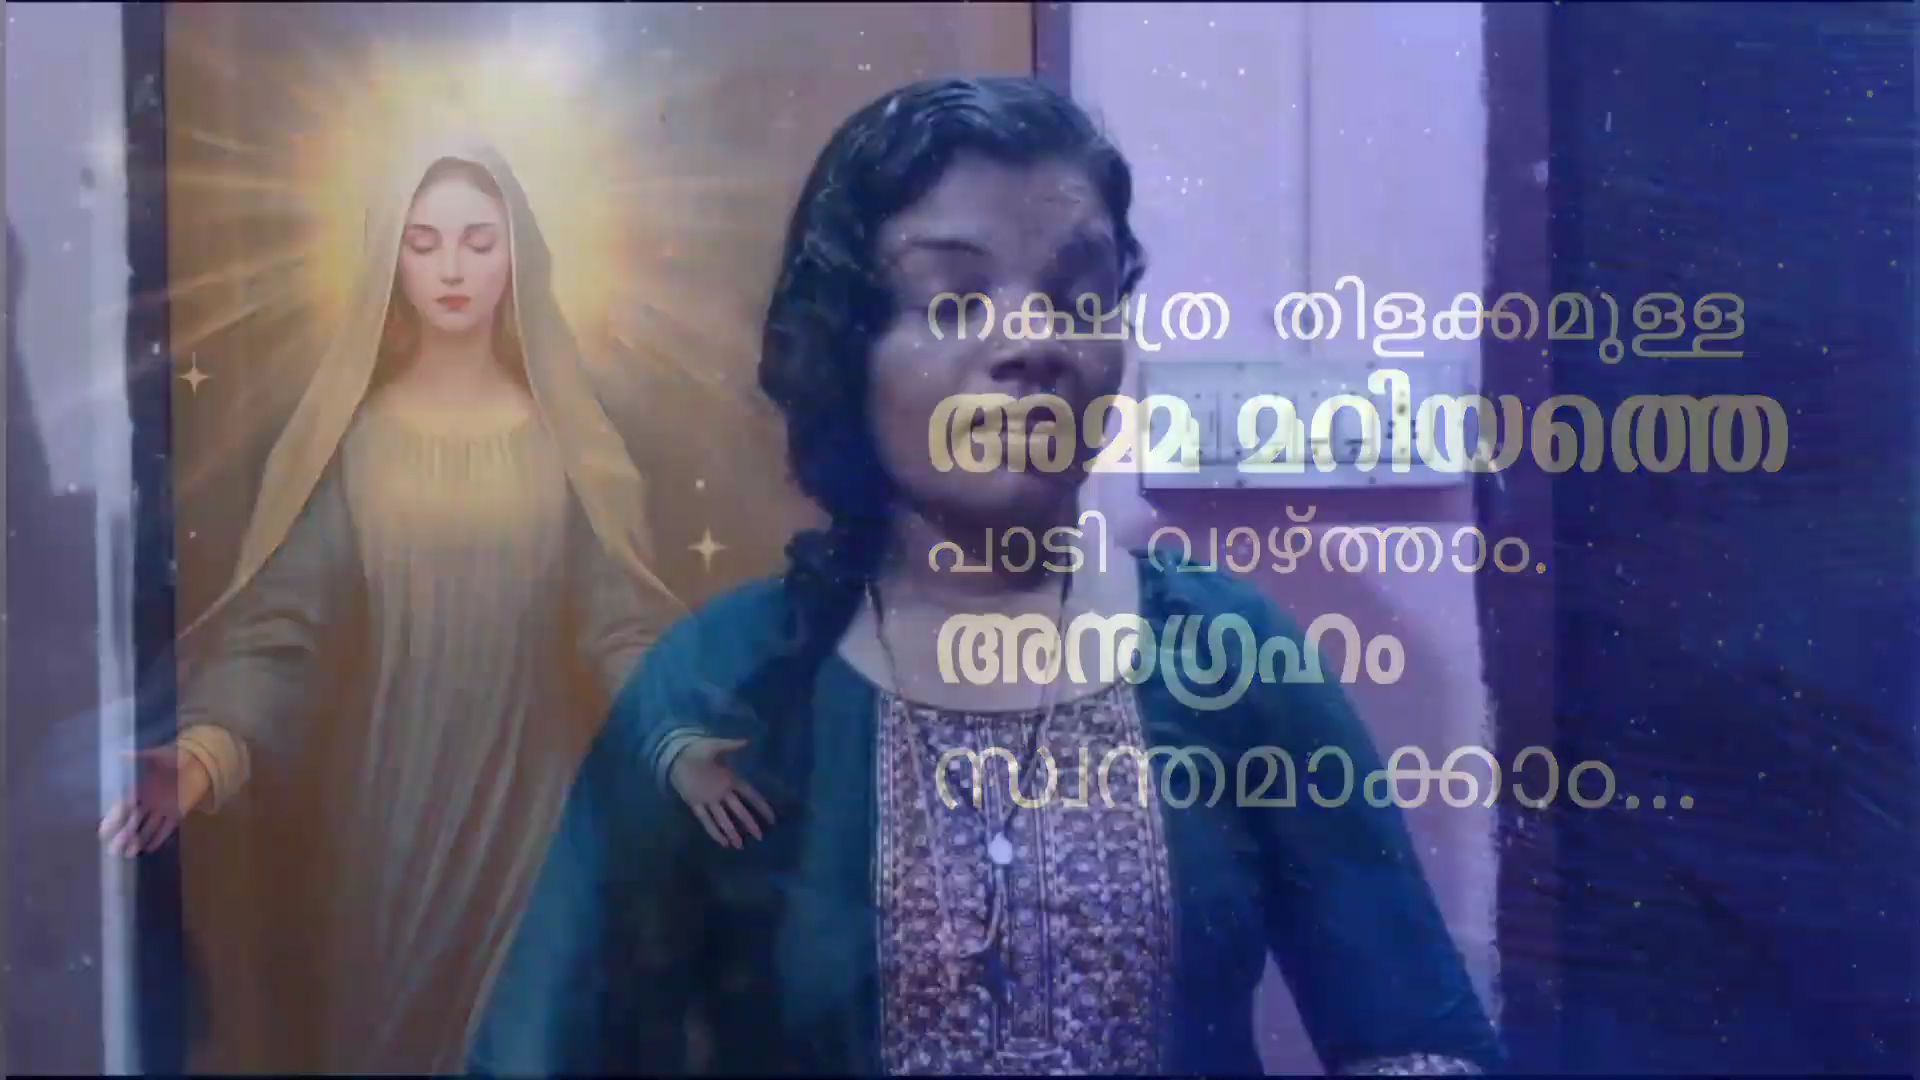 നക്ഷത്ര തിളക്കമുള്ള
അമ്മ മറിയത്തെ
പാടി വാഴ്ത്താം.
അനുഗ്രഹം
സ്വന്തമാക്കാം...